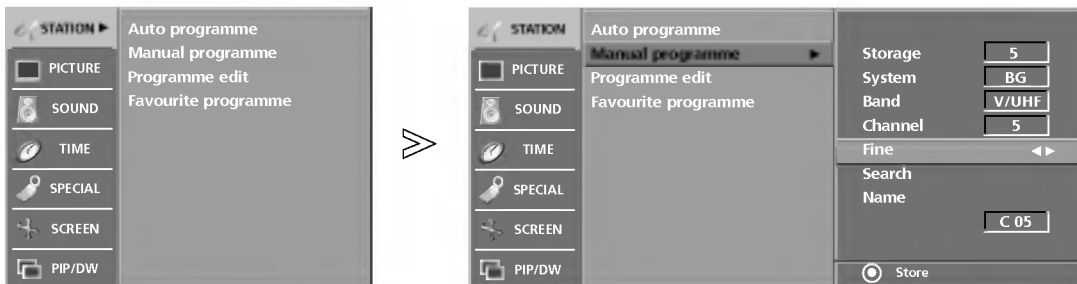 STATION ▶
PICTURE
SOUND
TIME
SPECIAL
SCREEN
PIP/DW
Auto programme
Manual programme
Programme edit
Favourite programme
STATION
PICTURE
SOUND
TIME
SPECIAL
SCREEN
PIP/DW
Auto programme
Manual programme ▶
Programme edit
Favourite programme
Storage 5
System BG
Band V/UHF
Channel 5
Fine ◀▶
Search
Name
C 05
Store